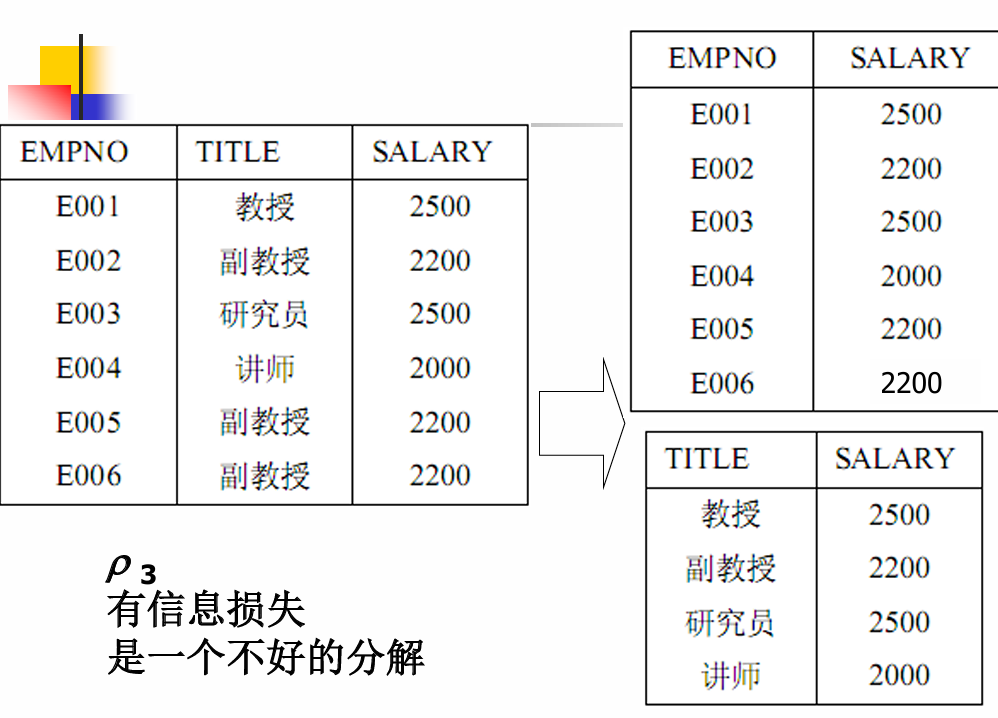 EMPNO TITLE SALARY
E001 教授 2500
E002 副教授 2200
E003 研究员 2500
E004 讲师 2000
E005 副教授 2200
E006 副教授 2200
ρ 3
有信息损失
是一个不好的分解
EMPNO SALARY
E001 2500
E002 2200
E003 2500
E004 2000
E005 2200
E006 2200
TITLE SALARY
教授 2500
副教授 2200
研究员 2500
讲师 2000